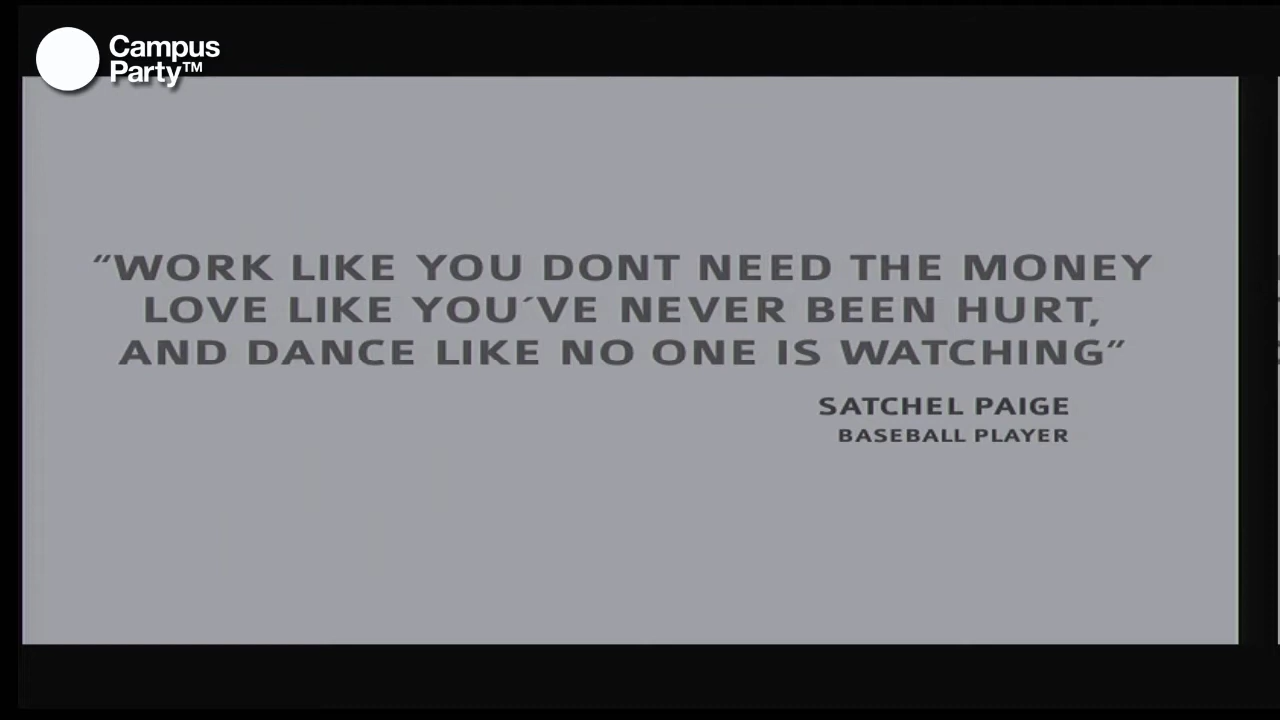 Campus
Party™
“WORK LIKE YOU DONT NEED THE MONEY
LOVE LIKE YOU´VE NEVER BEEN HURT,
AND DANCE LIKE NO ONE IS WATCHING”
SATCHEL PAIGE
BASEBALL PLAYER